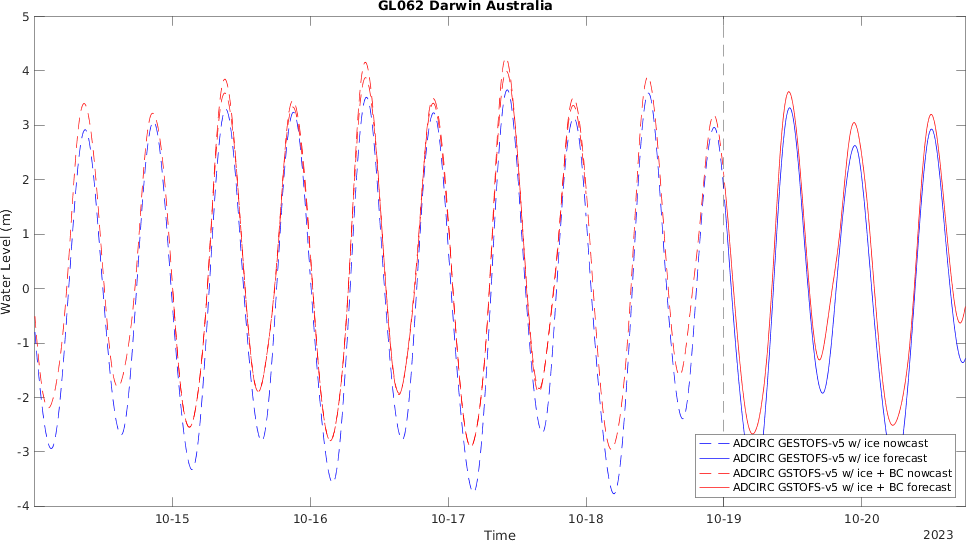 GL062 Darwin Australia
5
4
3
2
1
0
-1
-2
-3
-4
Water Level (m)
ADCIRC GESTOFS-v5 w/ ice nowcast
ADCIRC GESTOFS-v5 w/ ice forecast
ADCIRC GSTOFS-v5 w/ ice + BC nowcast
ADCIRC GSTOFS-v5 w/ ice + BC forecast
10-15 10-16 10-17 10-18 10-19 10-20
Time
2023